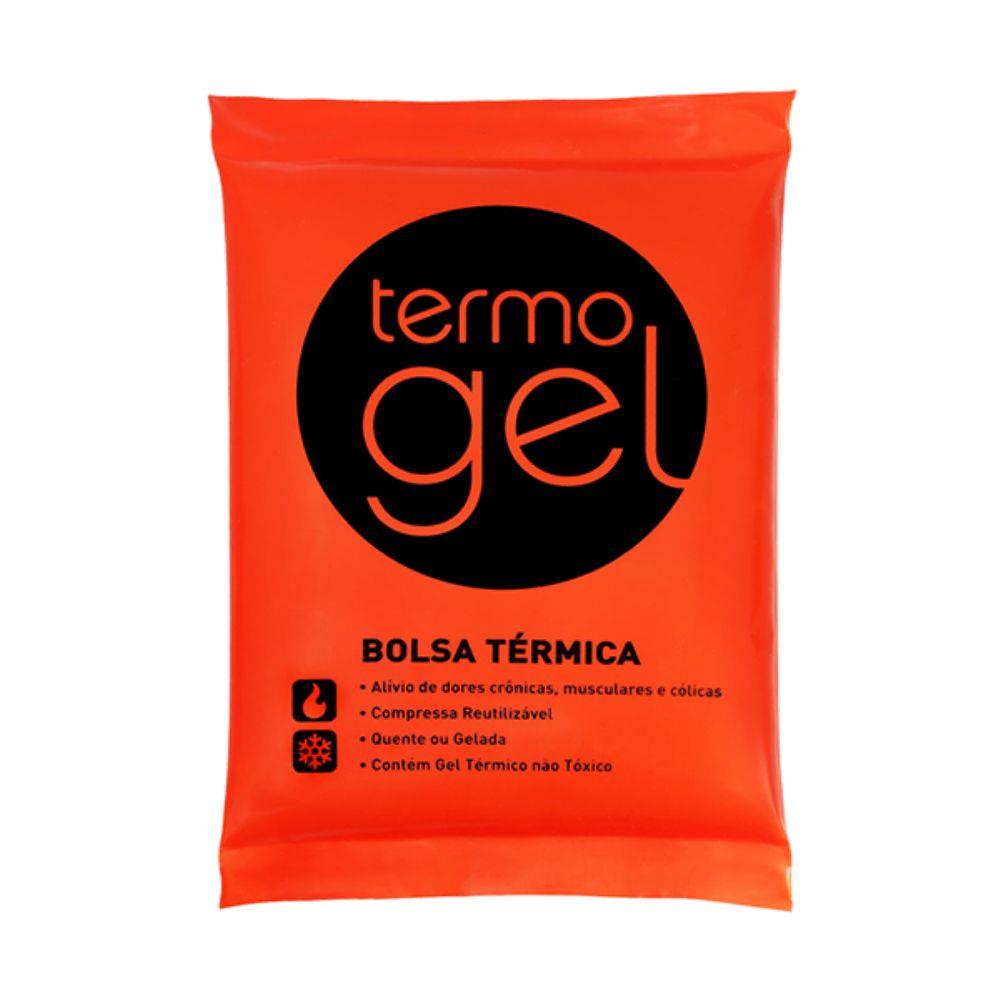 termo
gel
BOLSA TÉRMICA
• Alívio de dores crônicas, musculares e cólicas
• Compressa Reutilizável
• Quente ou Gelada
• Contém Gel Térmico não Tóxico